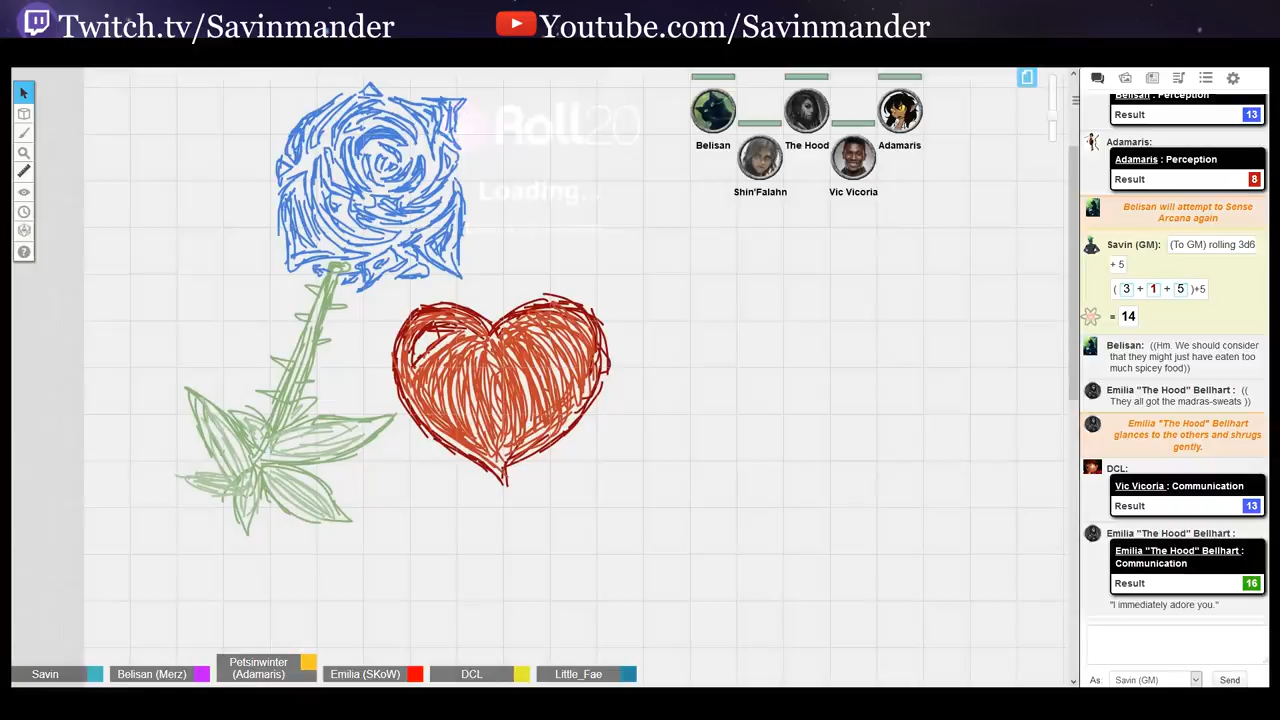 Twitch.tv/Savinmander
Youtube.com/Savinmander
Roll20
Loading...
Belisan
The Hood
Adamaris
Shin'Falahn
Vic Vicoria
Belisan : Perception
Result 13
Adamaris:
Adamaris : Perception
Result 8
Belisan will attempt to Sense
Arcana again
Savin (GM): (To GM) rolling 3d6
+ 5
( 3 + 1 + 5 )+5
= 14
Belisan: ((Hm. We should consider
that they might just have eaten too
much spicey food))
Emilia "The Hood" Bellhart : ((
They all got the madras-sweats ))
Emilia "The Hood" Bellhart
glances to the others and shrugs
gently.
DCL:
Vic Vicoria : Communication
Result 13
Emilia "The Hood" Bellhart :
Emilia "The Hood" Bellhart :
Communication
Result 16
"I immediately adore you."
As: Savin (GM) Send
Savin
Belisan (Merz)
Petsinwinter
(Adamaris)
Emilia (SKoW)
DCL
Little_Fae